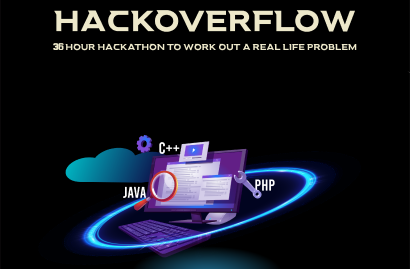 HACKOVERFLOW
36 HOUR HACKATHON TO WORK OUT A REAL LIFE PROBLEM
C++
JAVA
PHP